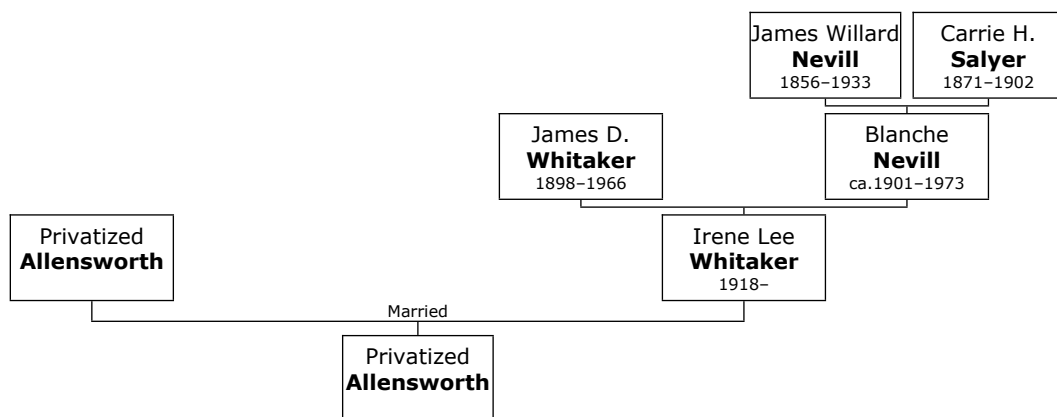 James Willard
Nevill
1856–1933
Carrie H.
Salyer
1871–1902
James D.
Whitaker
1898–1966
Blanche
Nevill
ca.1901–1973
Privatized
Allensworth
Irene Lee
Whitaker
1918–
Married
Privatized
Allensworth